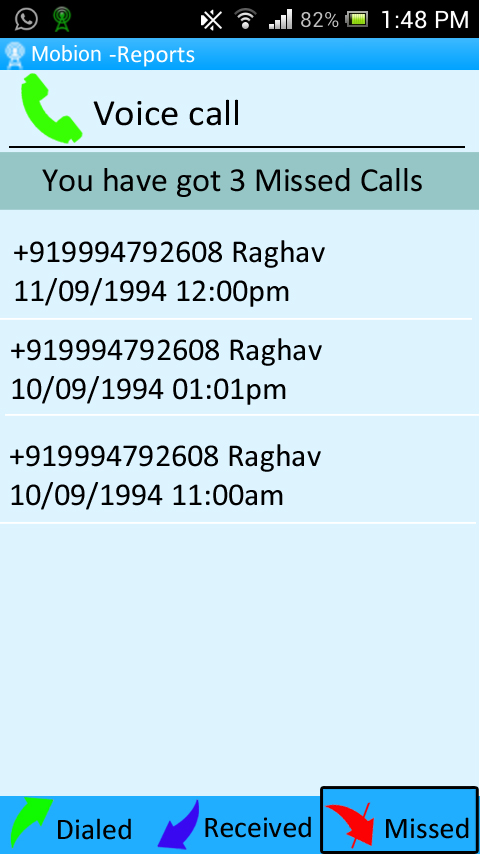 82% 1:48 PM
Mobion -Reports
Voice call
You have got 3 Missed Calls
+919994792608 Raghav
11/09/1994 12:00pm
+919994792608 Raghav
10/09/1994 01:01pm
+919994792608 Raghav
10/09/1994 11:00am
Dialed Received Missed